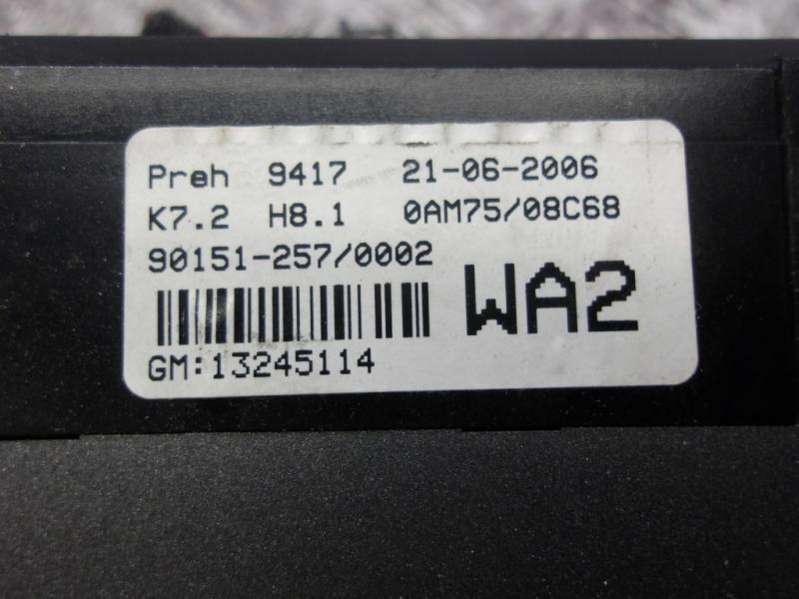 Preh 9417 21-06-2006
K7.2 H8.1 0AM75/08C68
90151-257/0002
WA2
GM:13245114